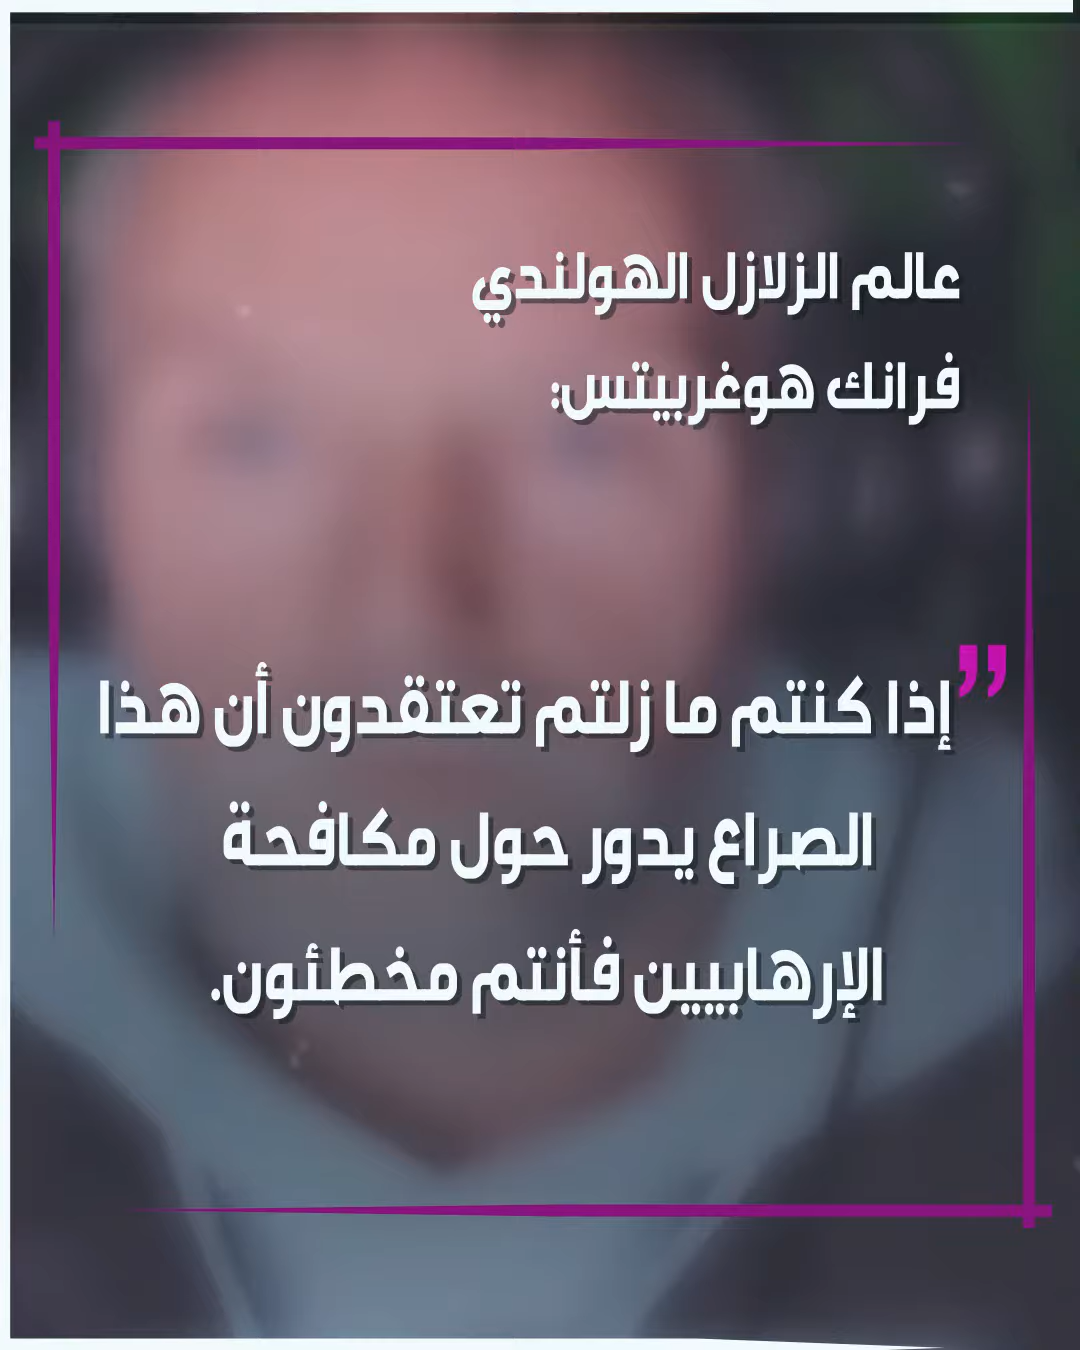 عالم الزلازل الهولندي
فرانك هوغربيتس:
”إذا كنتم ما زلتم تعتقدون أن هذا
الصراع يدور حول مكافحة
الإرهابيين فأنتم مخطئون.